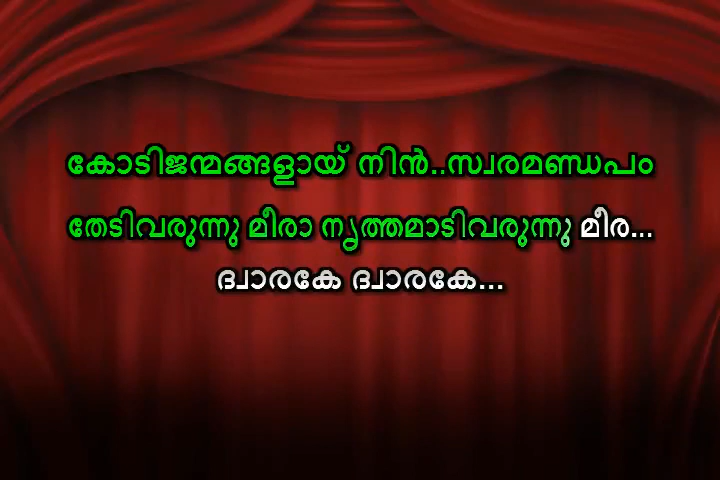 കോടിജന്മങ്ങളായ് നിൻ..സ്വരമണ്ഡപം
തേടിവരുന്നു മീരാ നൃത്തമാടിവരുന്നു മീര...
ദ്വാരകേ ദ്വാരകേ...